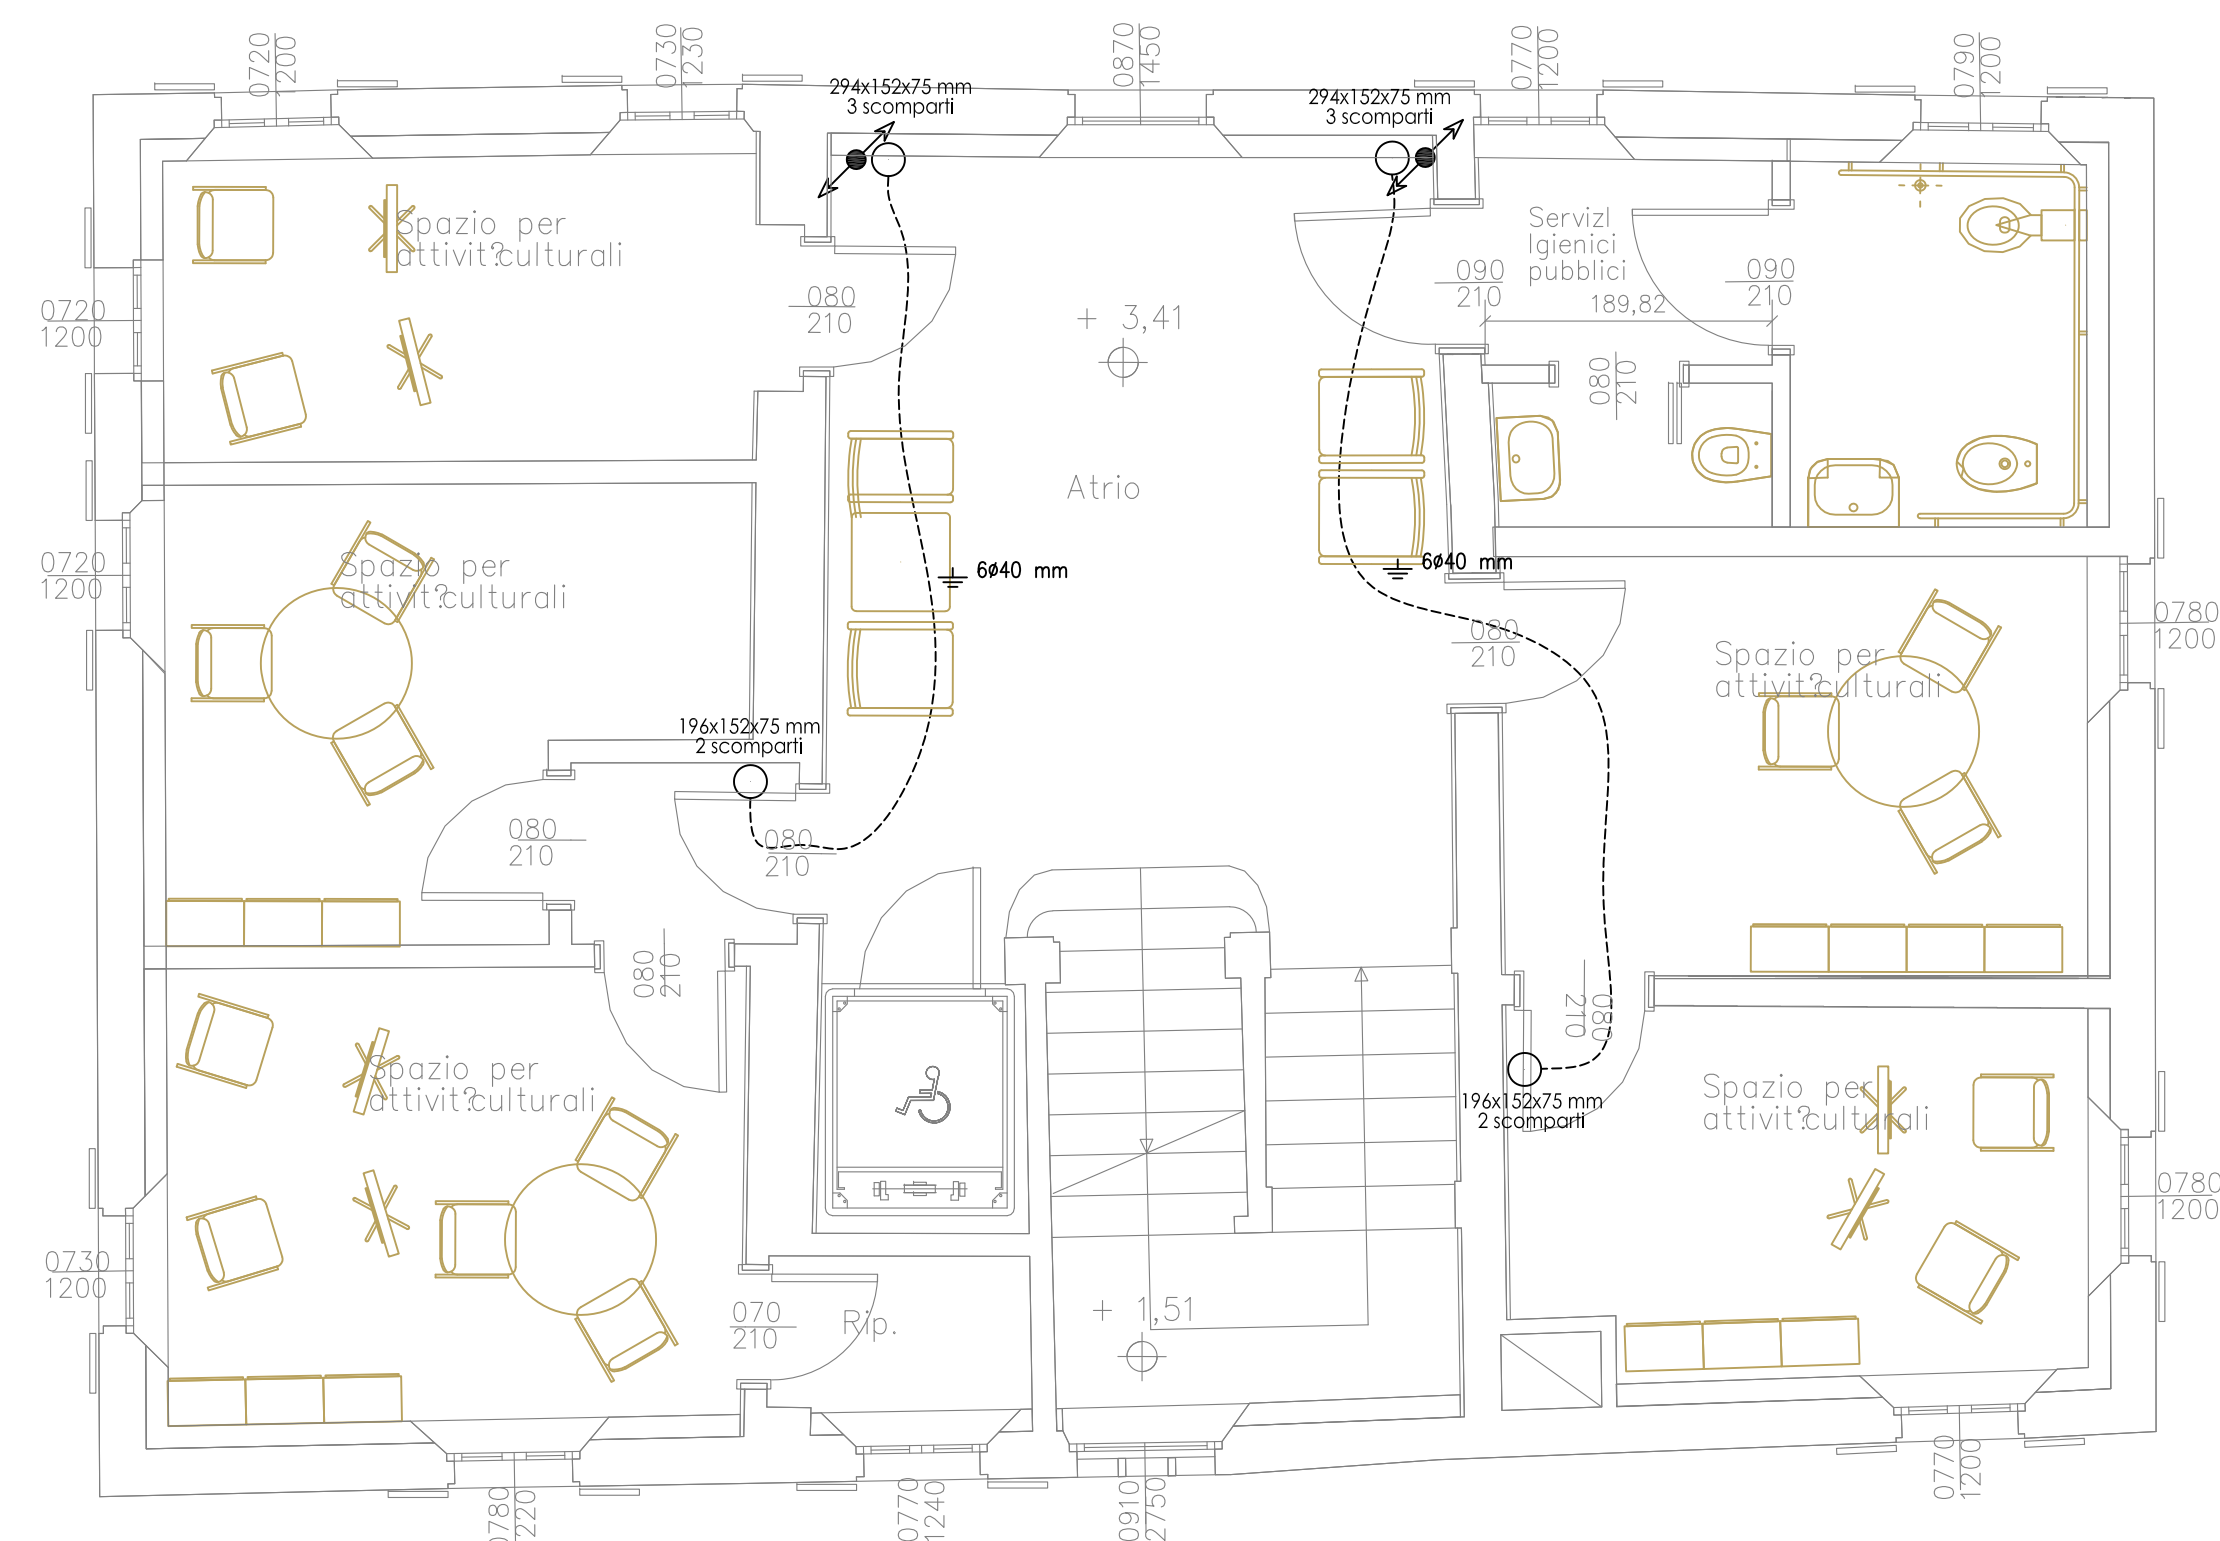 0720
1200
0730
1230
0870
1450
0770
1200
0790
1200
294x152x75 mm
3 scomparti
294x152x75 mm
3 scomparti
Spazio per
attivit?culturali
Servizi
Igienici
pubblici
090
210
090
210
189,82
080
210
+ 3,41
0720
1200
080
210
Atrio
0720
1200
Spazio per
attivit?culturali
6ø40 mm
6ø40 mm
080
210
0780
1200
Spazio per
attivit?culturali
196x152x75 mm
2 scomparti
080
210
080
210
080
210
080
210
Spazio per
attivit?culturali
196x152x75 mm
2 scomparti
Spazio per
attivit?culturali
0780
1200
0730
1200
070
210
Rip.
+ 1,51
0780
1220
0770
1240
0910
2750
0770
1200